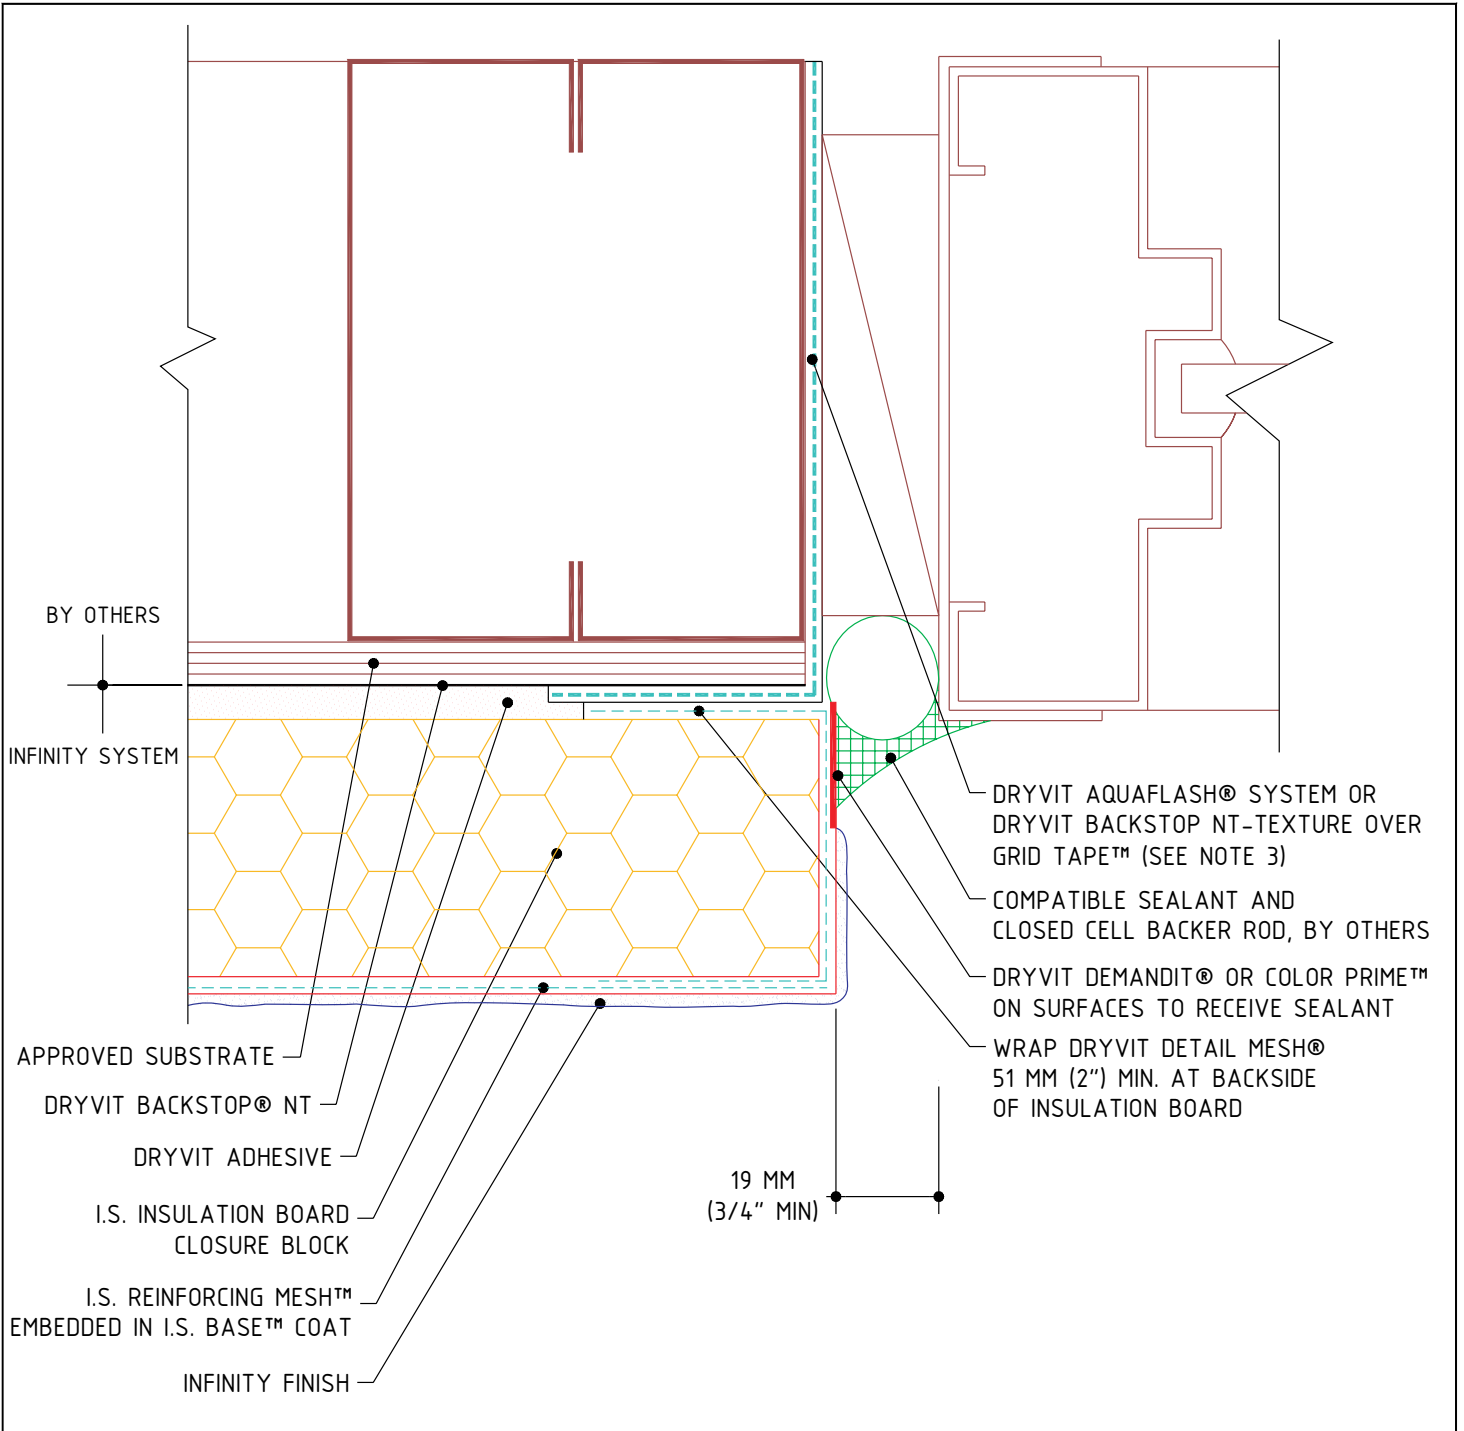 BY OTHERS
INFINITY SYSTEM
APPROVED SUBSTRATE
DRYVIT BACKSTOP® NT
DRYVIT ADHESIVE
I.S. INSULATION BOARD
CLOSURE BLOCK
I.S. REINFORCING MESH™
EMBEDDED IN I.S. BASE™ COAT
INFINITY FINISH
DRYVIT AQUAFLASH® SYSTEM OR
DRYVIT BACKSTOP NT-TEXTURE OVER
GRID TAPE™ (SEE NOTE 3)
COMPATIBLE SEALANT AND
CLOSED CELL BACKER ROD, BY OTHERS
DRYVIT DEMANDIT® OR COLOR PRIME™
ON SURFACES TO RECEIVE SEALANT
WRAP DRYVIT DETAIL MESH®
51 MM (2") MIN. AT BACKSIDE
OF INSULATION BOARD
19 MM
(3/4" MIN)